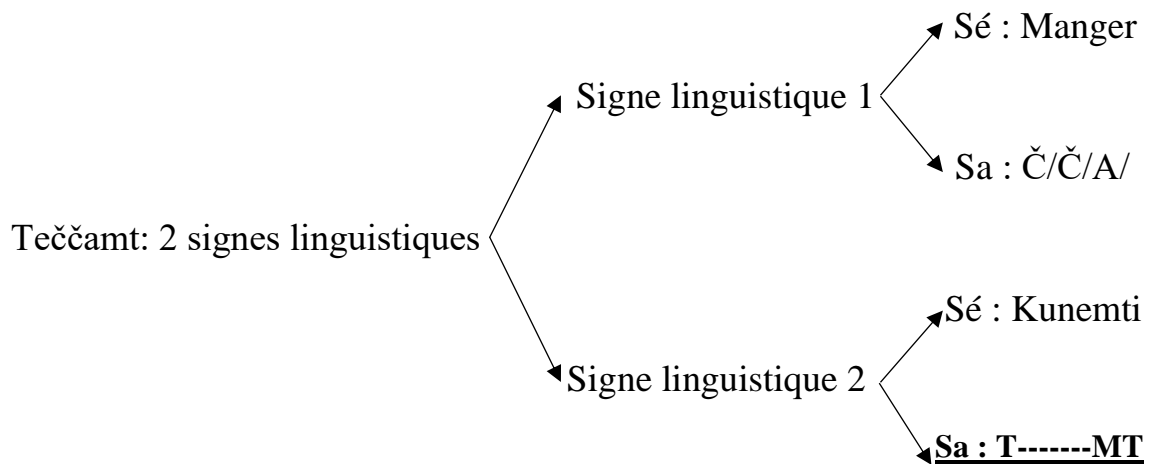 Sé : Manger
Signe linguistique 1
Sa : Č/Č/A/
Teččamt: 2 signes linguistiques
Sé : Kunemti
Signe linguistique 2
Sa : T-------MT